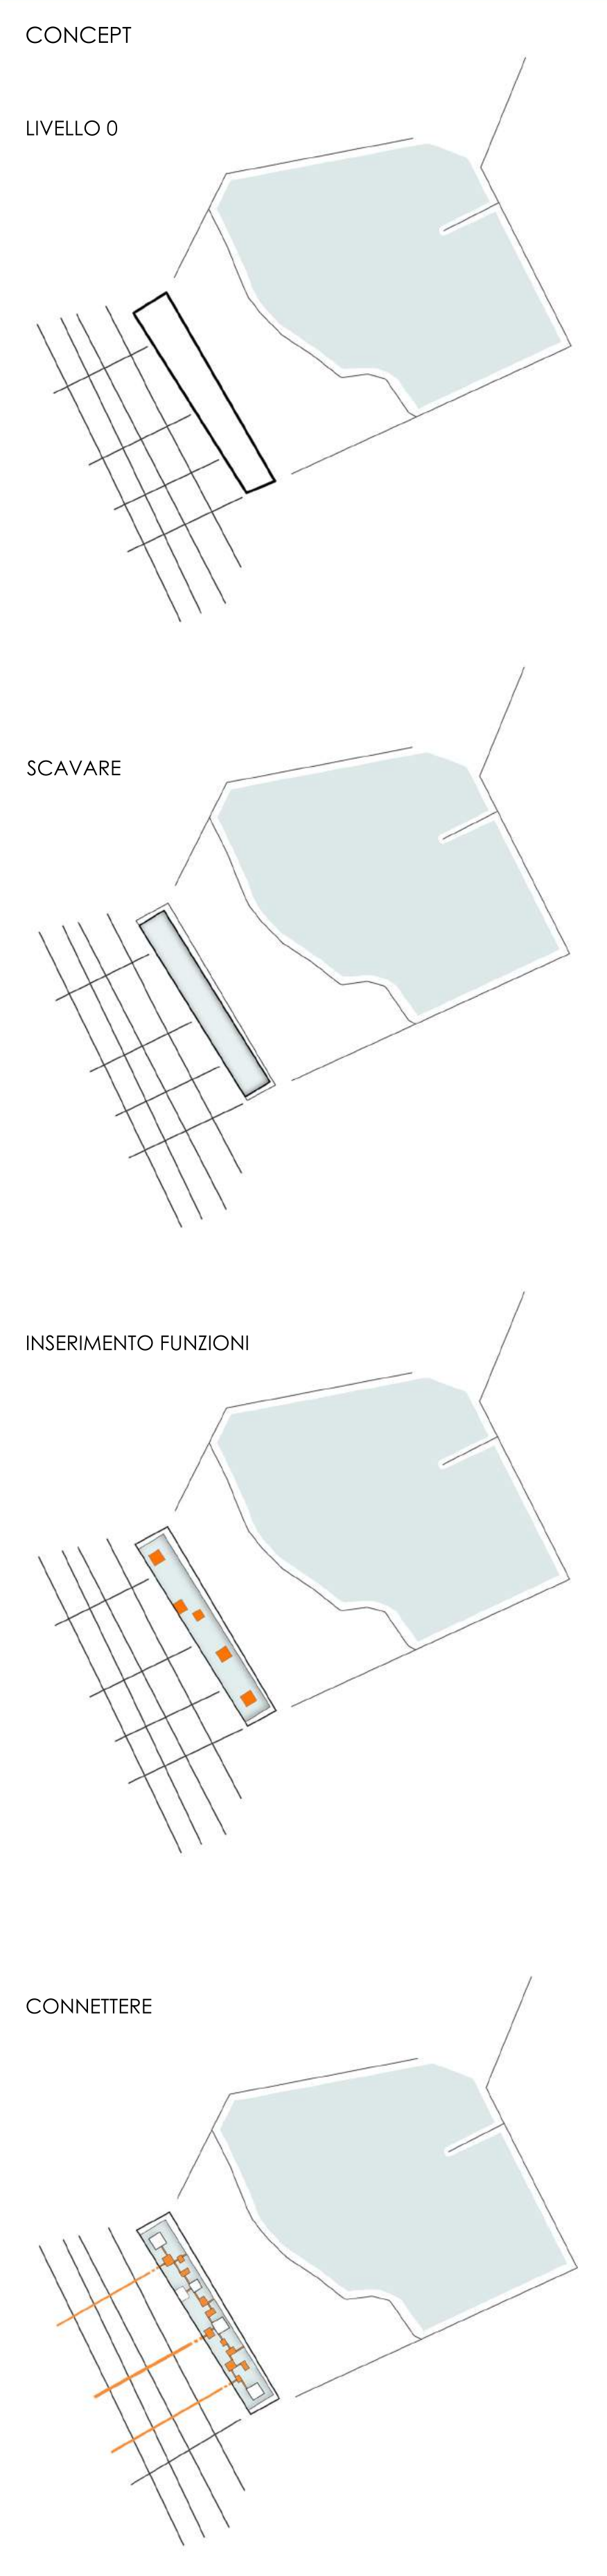 CONCEPT
LIVELLO 0
SCAVARE
INSERIMENTO FUNZIONI
CONNETTERE